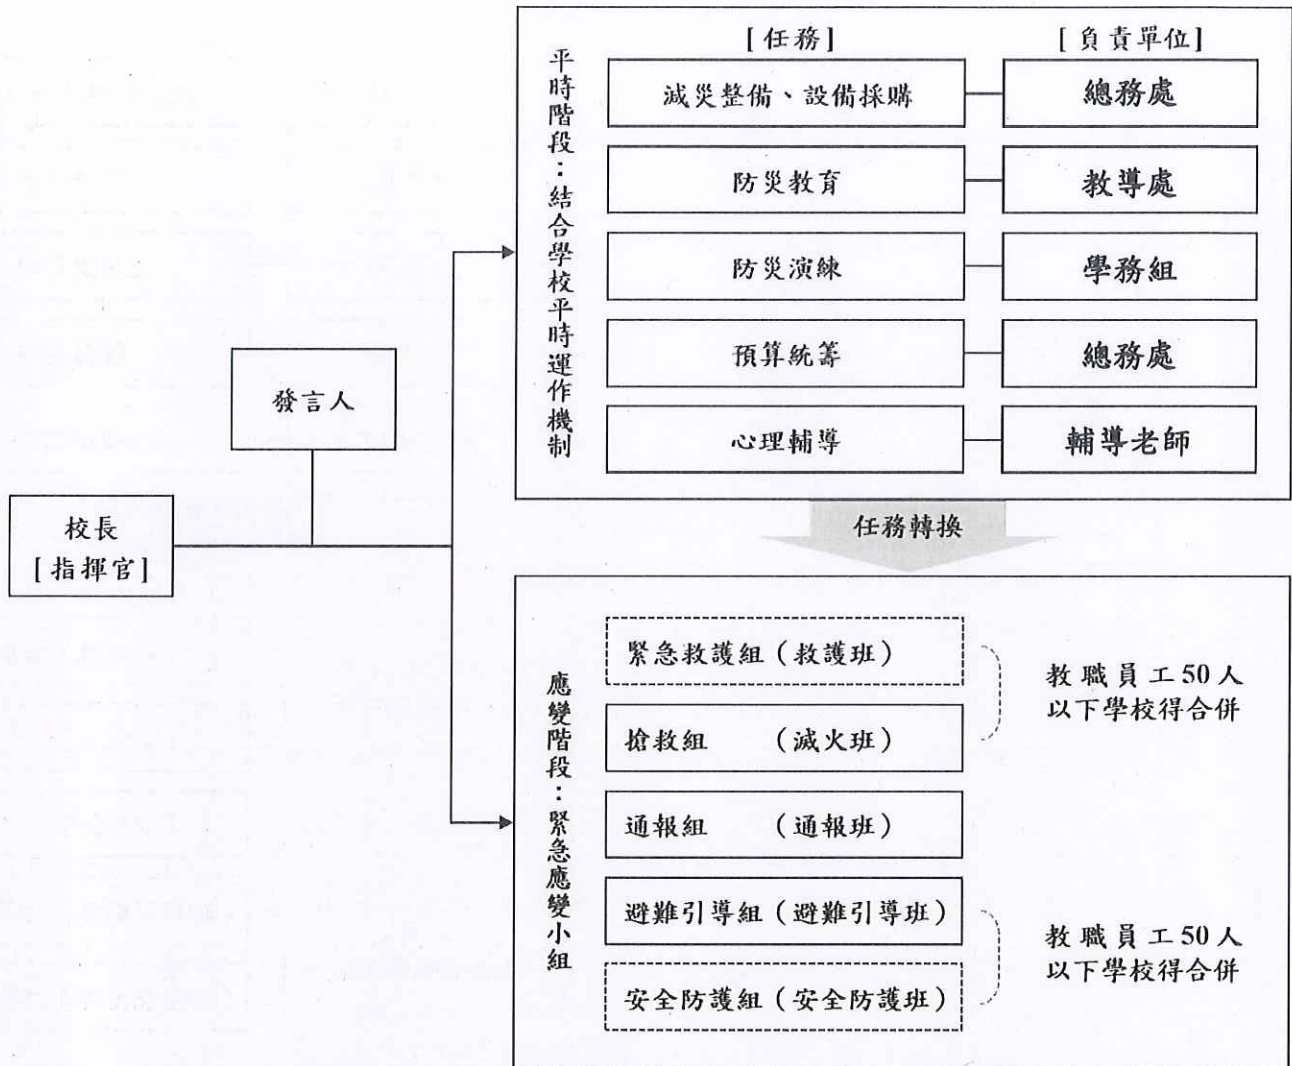 校長
[指揮官]
發言人
平時階段：結合學校平時運作機制
[任務] [負責單位]
減災整備、設備採購 總務處
防災教育 教導處
防災演練 學務組
預算統籌 總務處
心理輔導 輔導老師
任務轉換
應變階段：緊急應變小組
緊急救護組（救護班）
搶救組 （滅火班）
教職員工50人
以下學校得合併
通報組 （通報班）
避難引導組（避難引導班）
安全防護組（安全防護班）
教職員工50人
以下學校得合併